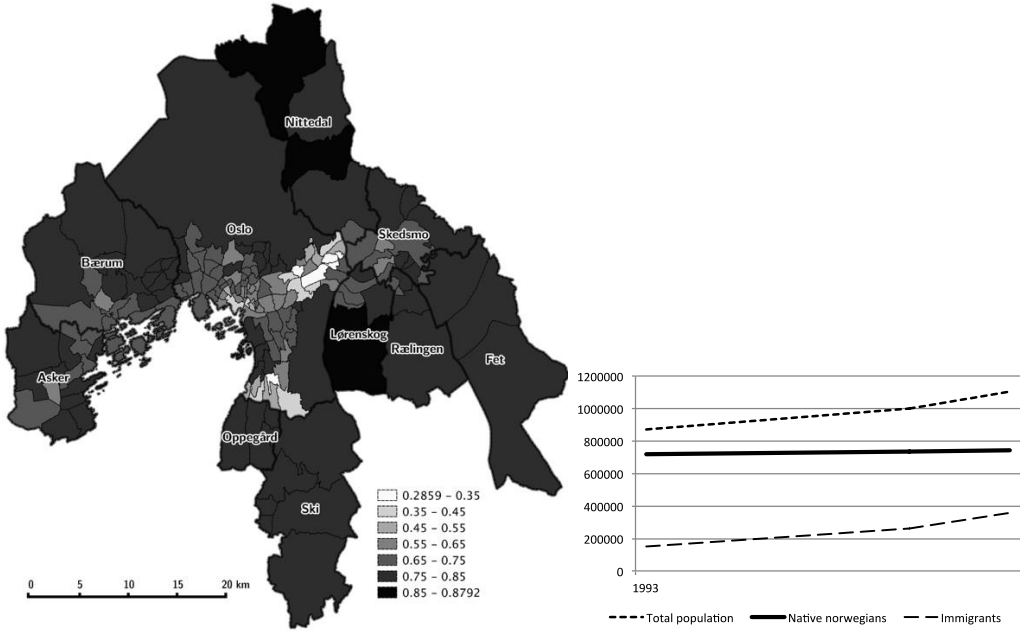 Nittedal
Oslo
Skedsmo
Bærum
Lørenskog
Rælingen
Fet
Asker
Oppegård
Ski
0.2859 – 0.35
0.35 – 0.45
0.45 – 0.55
0.55 – 0.65
0.65 – 0.75
0.75 – 0.85
0.85 – 0.8792
0 5 10 15 20 km
1200000
1000000
800000
600000
400000
200000
0
1993
Total population Native norwegians Immigrants